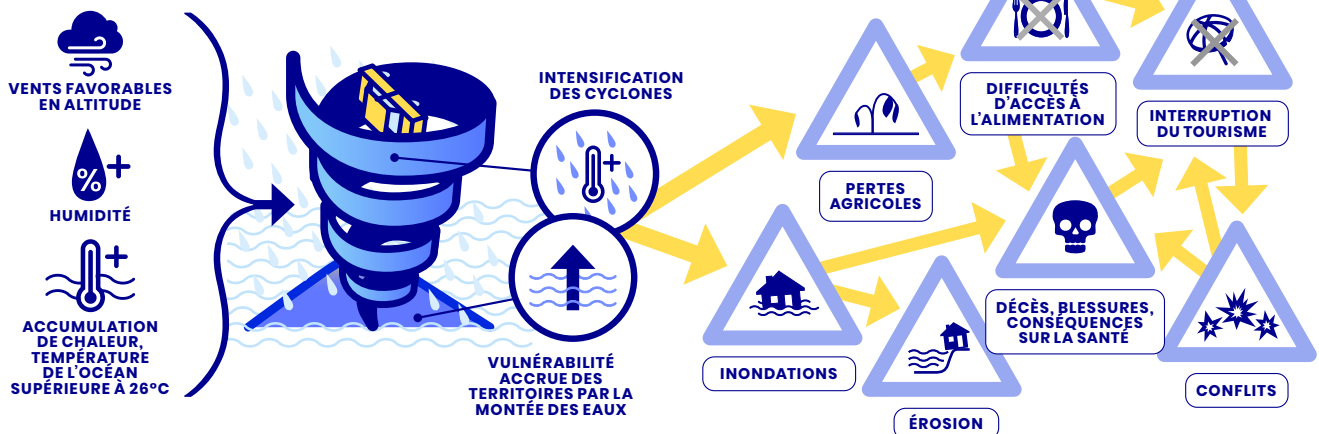 VENTS FAVORABLES
EN ALTITUDE
%
HUMIDITÉ
ACCUMULATION
DE CHALEUR,
TEMPÉRATURE
DE L'OCÉAN
SUPÉRIEURE À 26°C
INTENSIFICATION
DES CYCLONES
VULNÉRABILITÉ
ACCRUE DES
TERRITOIRES PAR LA
MONTÉE DES EAUX
PERTES
AGRICOLES
DIFFICULTÉS
D'ACCÈS À
L'ALIMENTATION
INTERRUPTION
DU TOURISME
INONDATIONS
ÉROSION
DÉCÈS, BLESSURES,
CONSÉQUENCES
SUR LA SANTÉ
CONFLITS